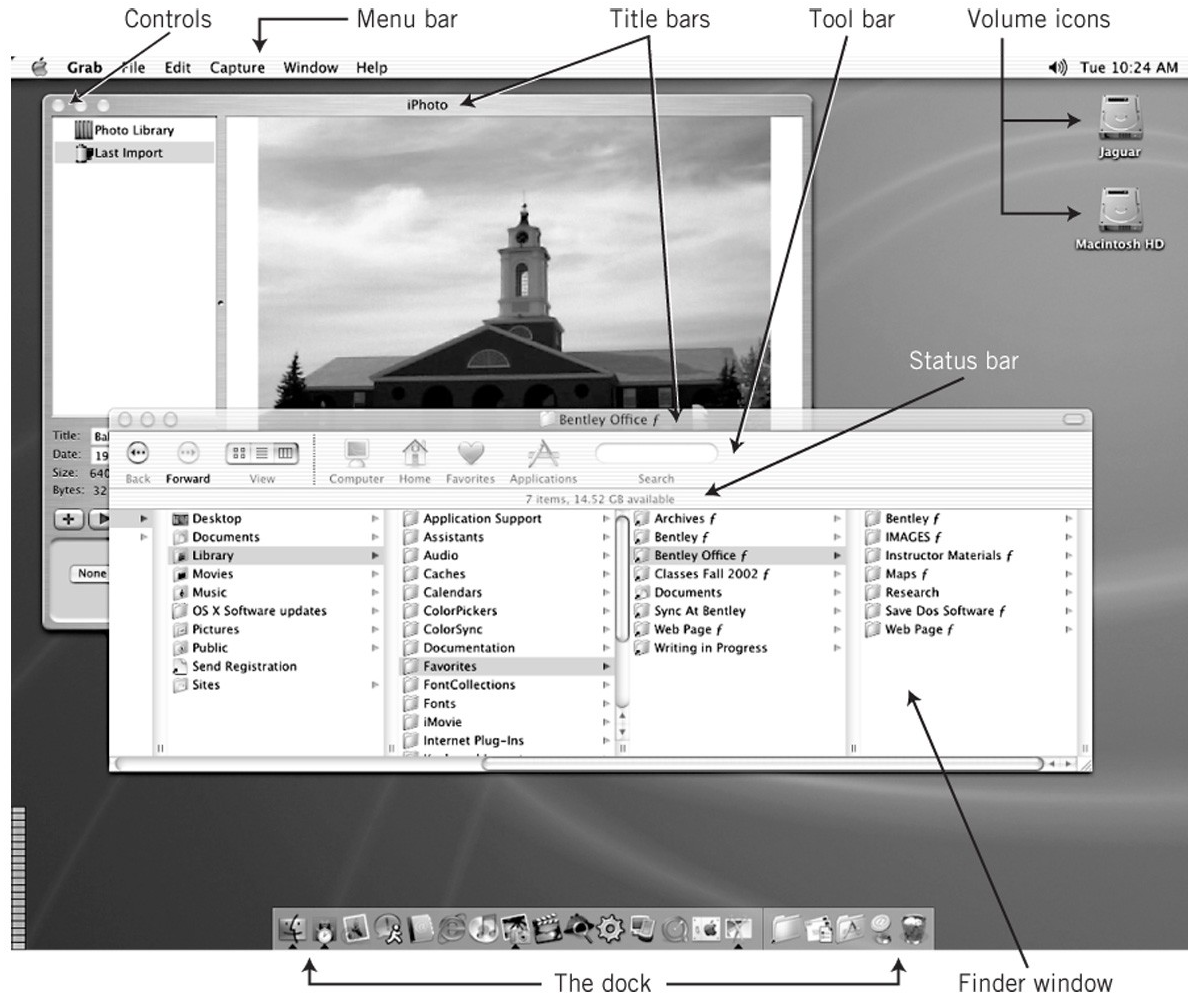 Controls Menu bar Title bars Tool bar Volume icons
Grab File Edit Capture Window Help Tue 10:24 AM
iPhoto
Photo Library
Last Import
Jaguar
Macintosh HD
Status bar
Bentley Office ƒ
Title:
Date: 19
Size: 640
Bytes: 32
Back Forward View Computer Home Favorites Applications Search
7 items, 14.52 GB available
None
Desktop
Documents
Library
Movies
Music
OS X Software updates
Pictures
Public
Send Registration
Sites
Application Support
Assistants
Audio
Caches
Calendars
ColorPickers
ColorSync
Documentation
Favorites
FontCollections
Fonts
iMovie
Internet Plug-Ins
Archives ƒ
Bentley ƒ
Bentley Office ƒ
Classes Fall 2002 ƒ
Documents
Sync At Bentley
Web Page ƒ
Writing in Progress
Bentley ƒ
IMAGES ƒ
Instructor Materials ƒ
Maps ƒ
Research
Save Dos Software ƒ
Web Page ƒ
The dock Finder window